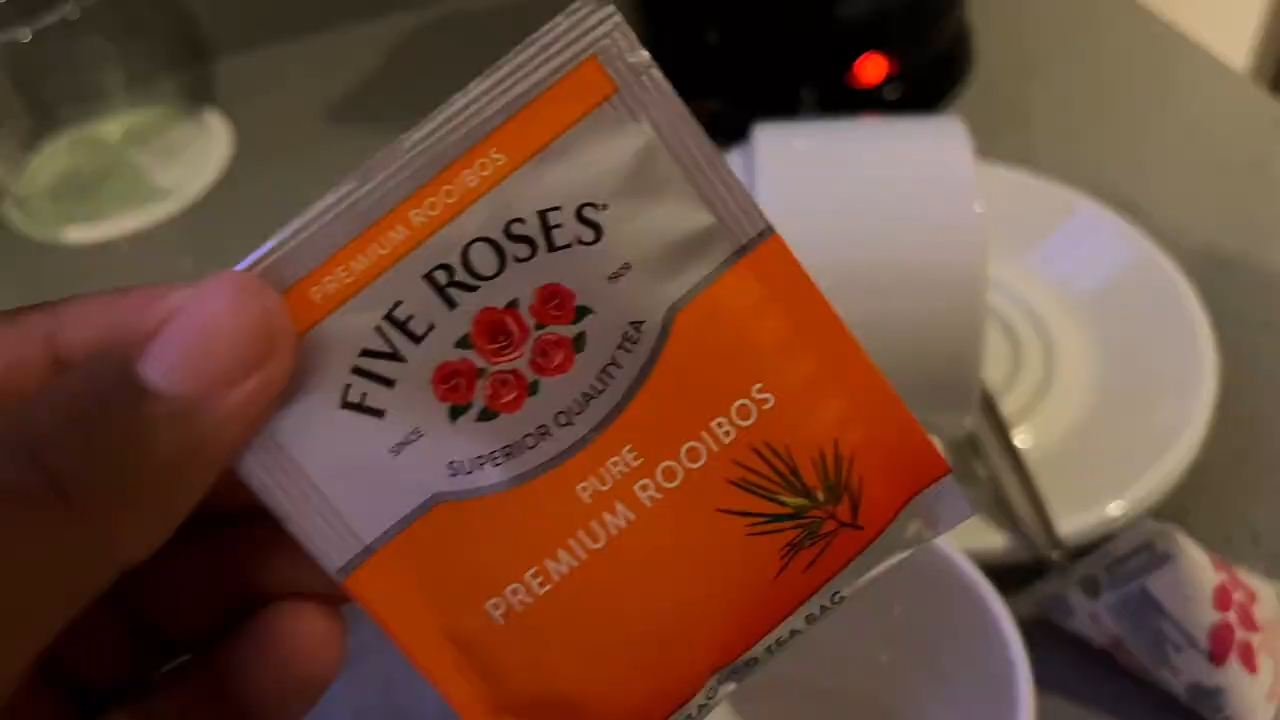 PREMIUM ROOIBOS
FIVE ROSES
SINCE
SUPERIOR QUALITY TEA
PURE
PREMIUM ROOIBOS
TEA BAG